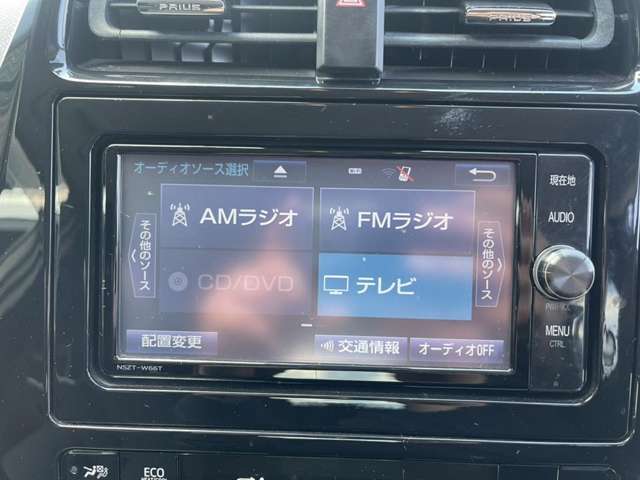 PRIUS
PRIUS
オーディオソース選択
Wi-Fi
現在地
AMラジオ
FMラジオ
AUDIO
その他のソース
その他のソース
CD/DVD
テレビ
MENU
CTRL
配置変更
交通情報
オーディオOFF
NSZT-W66T
ECO